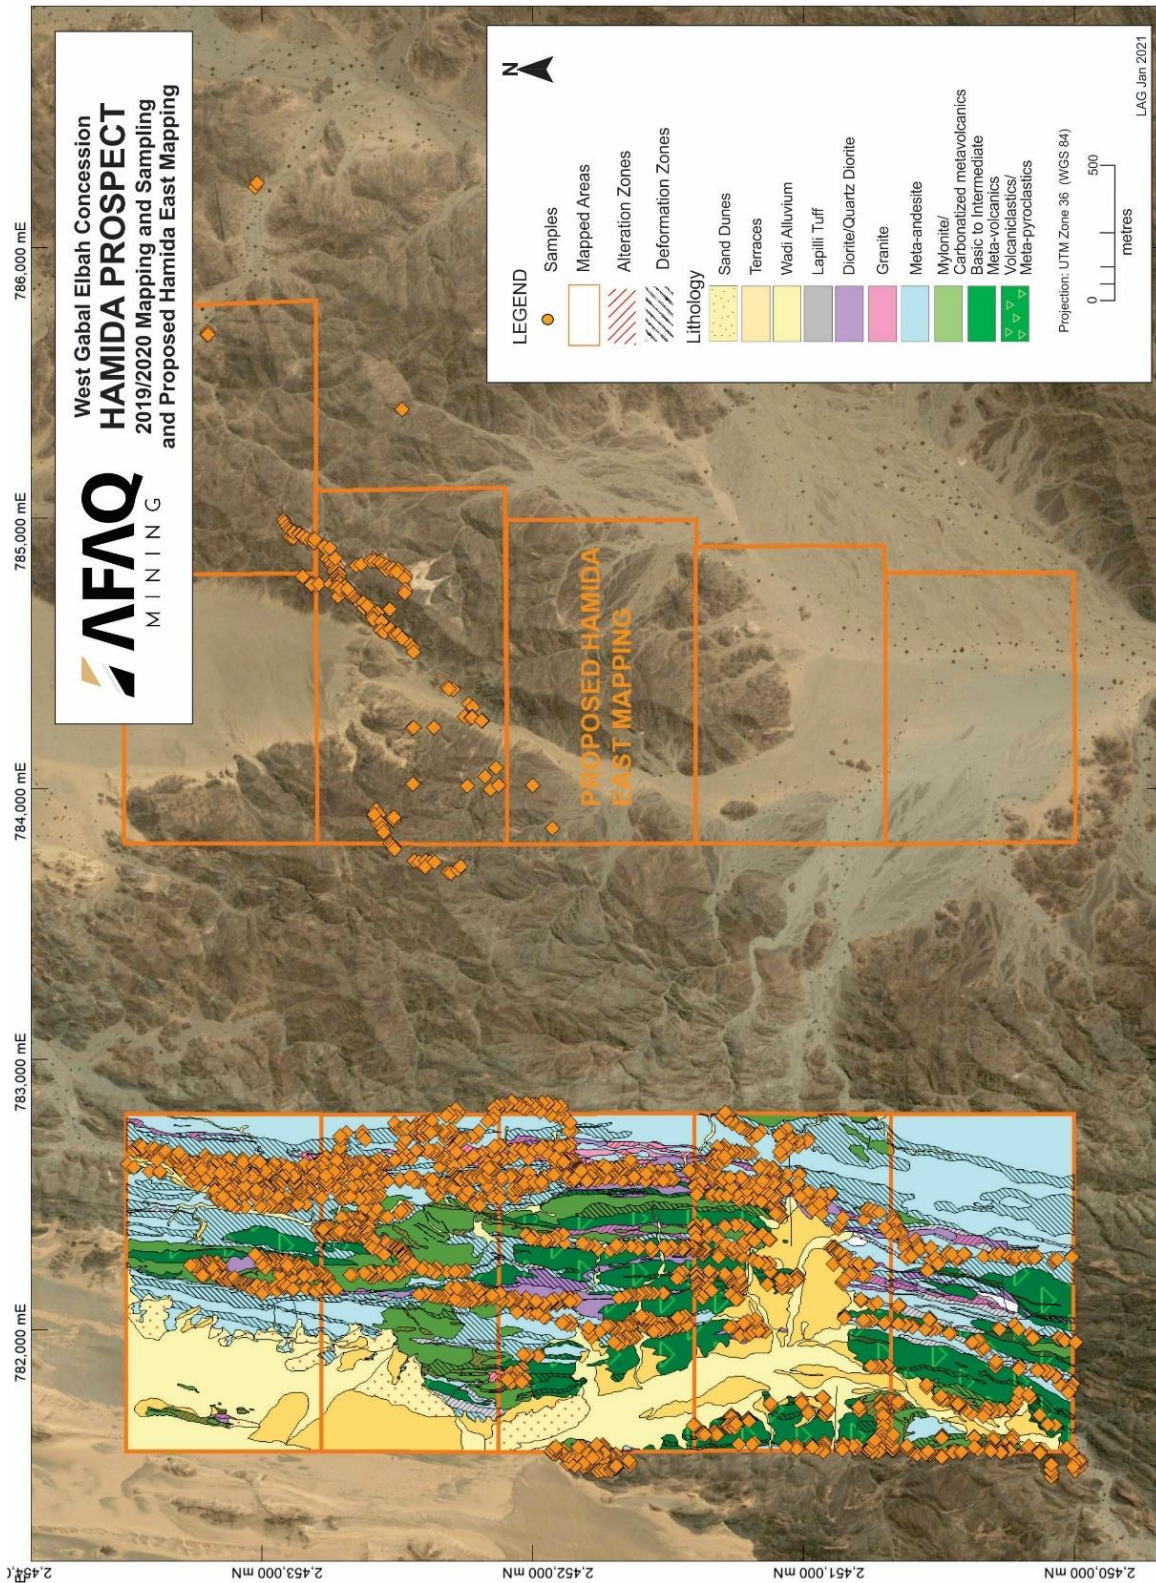 West Gabal Elbah Concession
HAMIDA PROSPECT
2019/2020 Mapping and Sampling
and Proposed Hamida East Mapping
AFAQ
MINING
782,000 mE
783,000 mE
784,000 mE
785,000 mE
786,000 mE
2,453,000 mN
2,452,000 mN
2,451,000 mN
2,450,000 mN
PROPOSED HAMIDA
EAST MAPPING
N
LEGEND
Samples
Mapped Areas
Alteration Zones
Deformation Zones
Lithology
Sand Dunes
Terraces
Wadi Alluvium
Lapilli Tuff
Diorite/Quartz Diorite
Granite
Meta-andesite
Mylonite/
Carbonatized metavolcanics
Basic to Intermediate
Meta-volcanics
Volcaniclastics/
Meta-pyroclastics
Projection: UTM Zone 36 (WGS 84)
0
500
metres
LAG Jan 2021